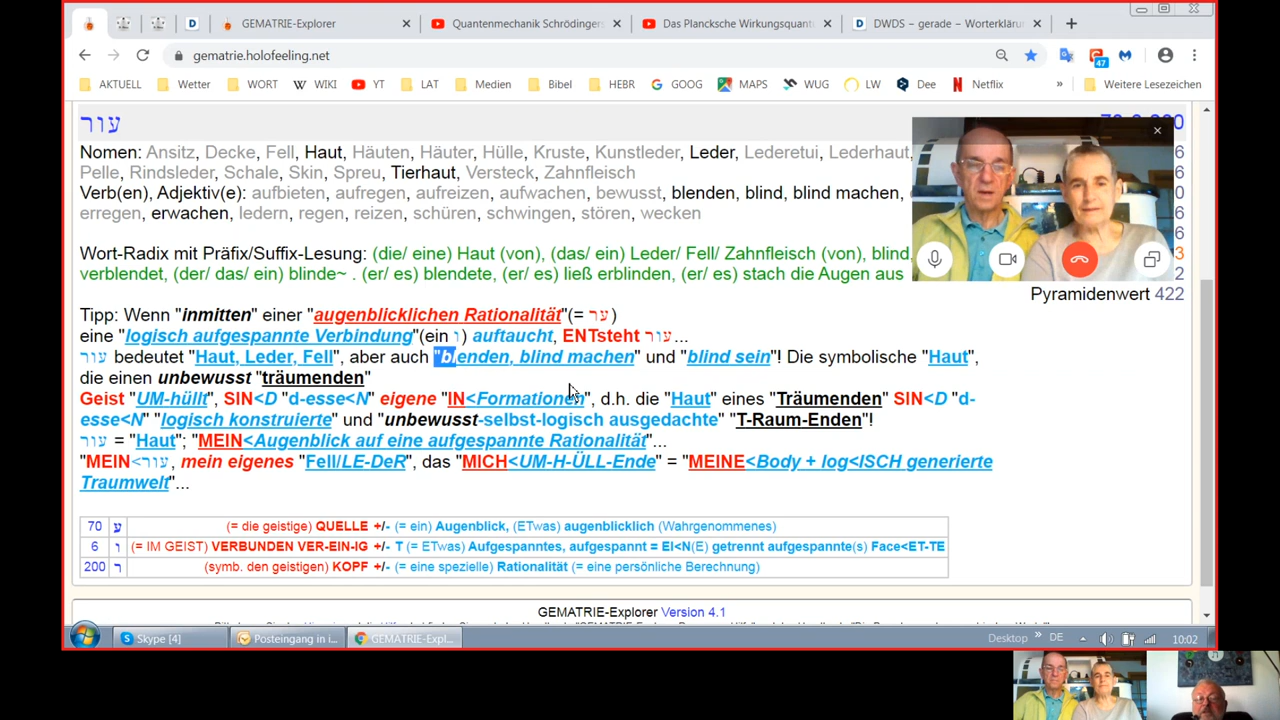 GEMATRIE-Explorer
Quantenmechanik Schrödingers
Das Plancksche Wirkungsquant
DWDS – gerade – Worterklärun
gematrie.holofeeling.net
47
AKTUELL Wetter WORT WIKI YT LAT Medien Bibel HEBR GOOG MAPS WUG LW Dee Netflix » Weitere Lesezeichen
עור
Nomen: Ansitz, Decke, Fell, Haut, Häuten, Häuter, Hülle, Kruste, Kunstleder, Leder, Lederetui, Lederhaut,
Pelle, Rindsleder, Schale, Skin, Spreu, Tierhaut, Versteck, Zahnfleisch
Verb(en), Adjektiv(e): aufbieten, aufregen, aufreizen, aufwachen, bewusst, blenden, blind, blind machen,
erregen, erwachen, ledern, regen, reizen, schüren, schwingen, stören, wecken
Wort-Radix mit Präfix/Suffix-Lesung: (die/ eine) Haut (von), (das/ ein) Leder/ Fell/ Zahnfleisch (von), blind,
verblendet, (der/ das/ ein) blinde~ . (er/ es) blendete, (er/ es) ließ erblinden, (er/ es) stach die Augen aus
Pyramidenwert 422
Tipp: Wenn "inmitten" einer "augenblicklichen Rationalität"(= ער)
eine "logisch aufgespannte Verbindung"(ein ו) auftaucht, ENTsteht עור...
עור bedeutet "Haut, Leder, Fell", aber auch "blenden, blind machen" und "blind sein"! Die symbolische "Haut",
die einen unbewusst "träumenden"
Geist "UM-hüllt", SIN<D "d-esse<N" eigene "IN<Formationen", d.h. die "Haut" eines "Träumenden" SIN<D "d-
esse<N" "logisch konstruierte" und "unbewusst-selbst-logisch ausgedachte" "T-Raum-Enden"!
עור = "Haut"; "MEIN<Augenblick auf eine aufgespannte Rationalität"...
"MEIN<עור, mein eigenes "Fell/LE-DeR", das "MICH<UM-H-ÜLL-Ende" = "MEINE<Body + log<ISCH generierte
Traumwelt"...
70 ע (= die geistige) QUELLE +/- (= ein) Augenblick, (ETwas) augenblicklich (Wahrgenommenes)
6 ו (= IM GEIST) VERBUNDEN VER-EIN-IG +/- T (= ETwas) Aufgespanntes, aufgespannt = EI<N(E) getrennt aufgespannte(s) Face<ET-TE
200 ר (symb. den geistigen) KOPF +/- (= eine spezielle) Rationalität (= eine persönliche Berechnung)
GEMATRIE-Explorer Version 4.1
Skype [4]
Posteingang in i...
GEMATRIE-Expl...
Desktop » DE 10:02